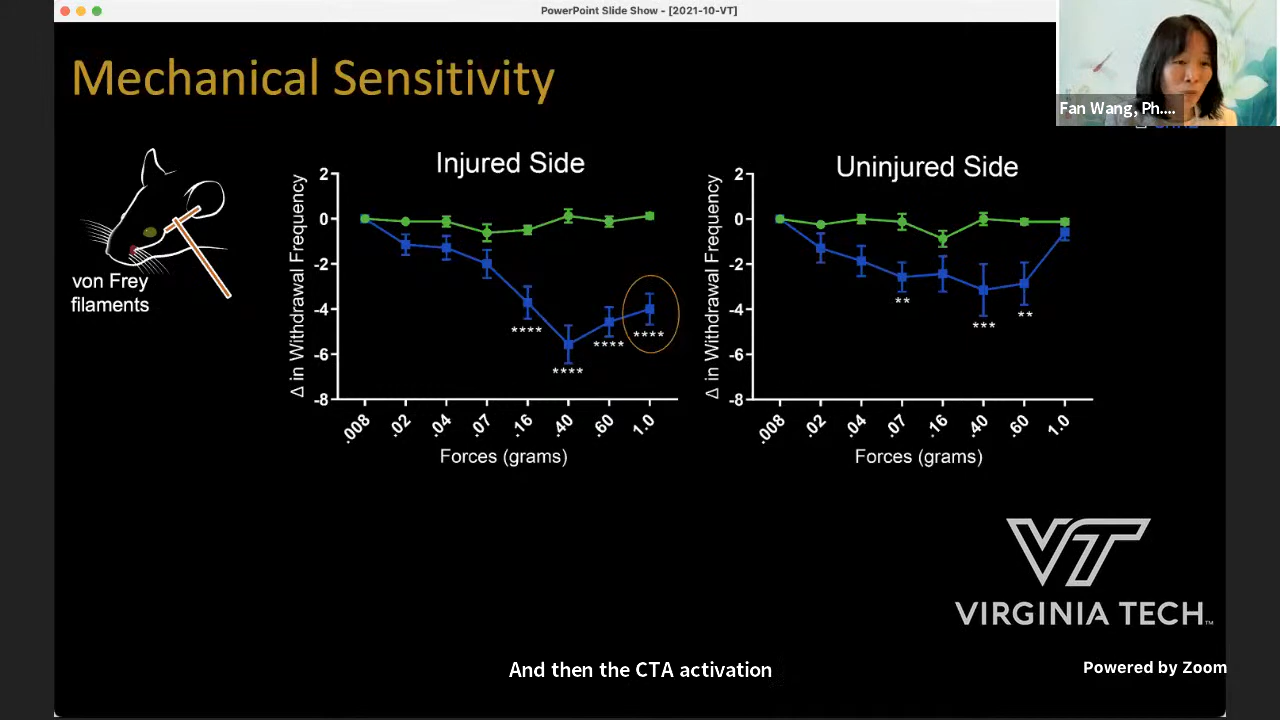 PowerPoint Slide Show - [2021-10-VT]
Fan Wang, Ph....
Mechanical Sensitivity
von Frey
filaments
Injured Side
Δ in Withdrawal Frequency
2
0
-2
-4
-6
-8
****
****
****
****
.008
.02
.04
.07
.16
.40
.60
1.0
Forces (grams)
Uninjured Side
Δ in Withdrawal Frequency
2
0
-2
-4
-6
-8
**
***
**
.008
.02
.04
.07
.16
.40
.60
1.0
Forces (grams)
VT
VIRGINIA TECH™
And then the CTA activation
Powered by Zoom